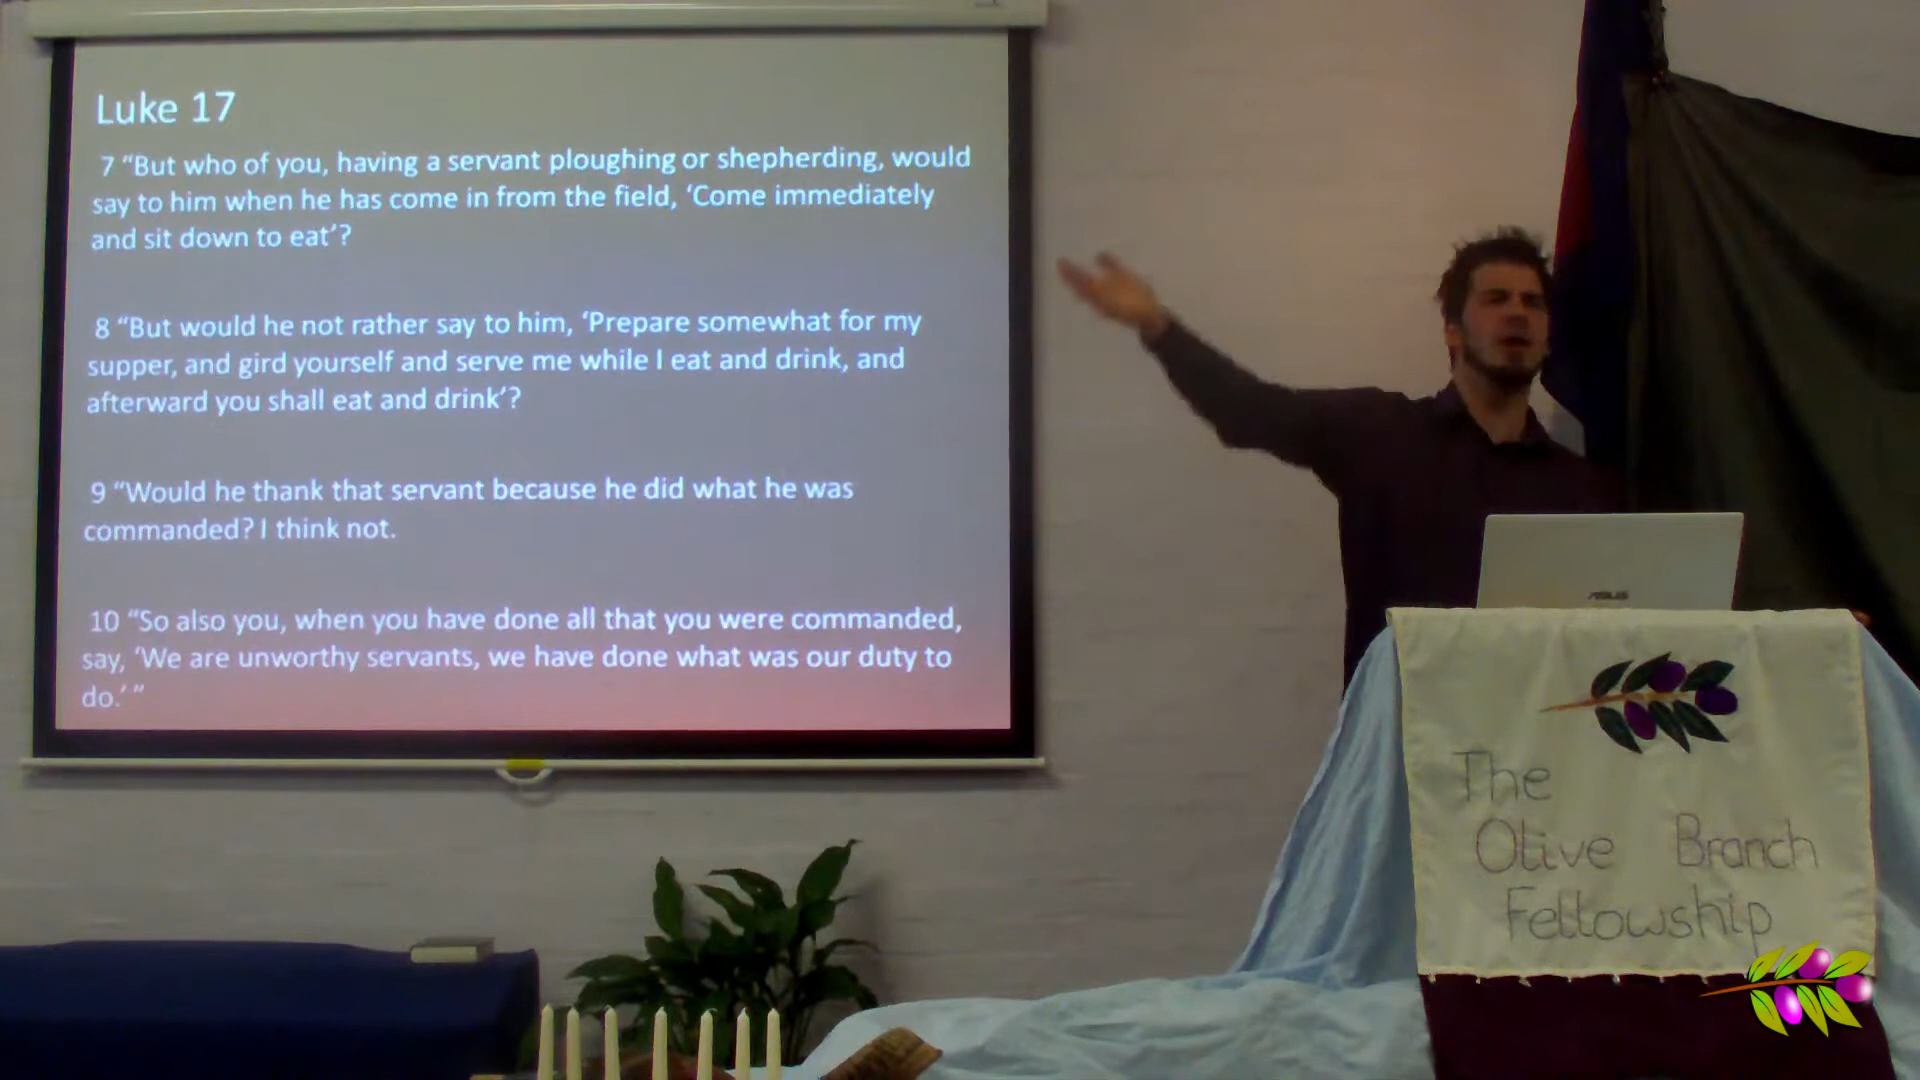 Luke 17
7 “But who of you, having a servant ploughing or shepherding, would
say to him when he has come in from the field, ‘Come immediately
and sit down to eat’?
8 “But would he not rather say to him, ‘Prepare somewhat for my
supper, and gird yourself and serve me while I eat and drink, and
afterward you shall eat and drink’?
9 “Would he thank that servant because he did what he was
commanded? I think not.
10 “So also you, when you have done all that you were commanded,
say, ‘We are unworthy servants, we have done what was our duty to
do.’ ”
ASUS
The
Olive Branch
Fellowship